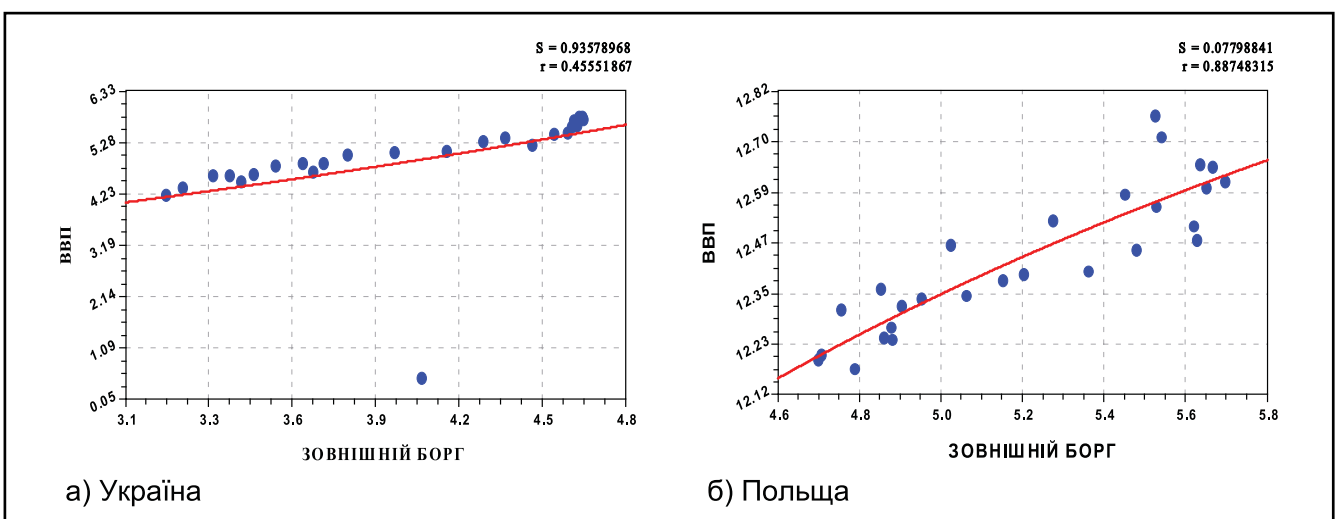 S = 0.93578968
r = 0.45551867
6.33
5.28
4.23
3.19
2.14
1.09
0.05
ВВП
3.1 3.3 3.6 3.9 4.2 4.5 4.8
ЗОВНІШНІЙ БОРГ
а) Україна
S = 0.07798841
r = 0.88748315
12.82
12.70
12.59
12.47
12.35
12.23
12.12
ВВП
4.6 4.8 5.0 5.2 5.4 5.6 5.8
ЗОВНІШНІЙ БОРГ
б) Польща